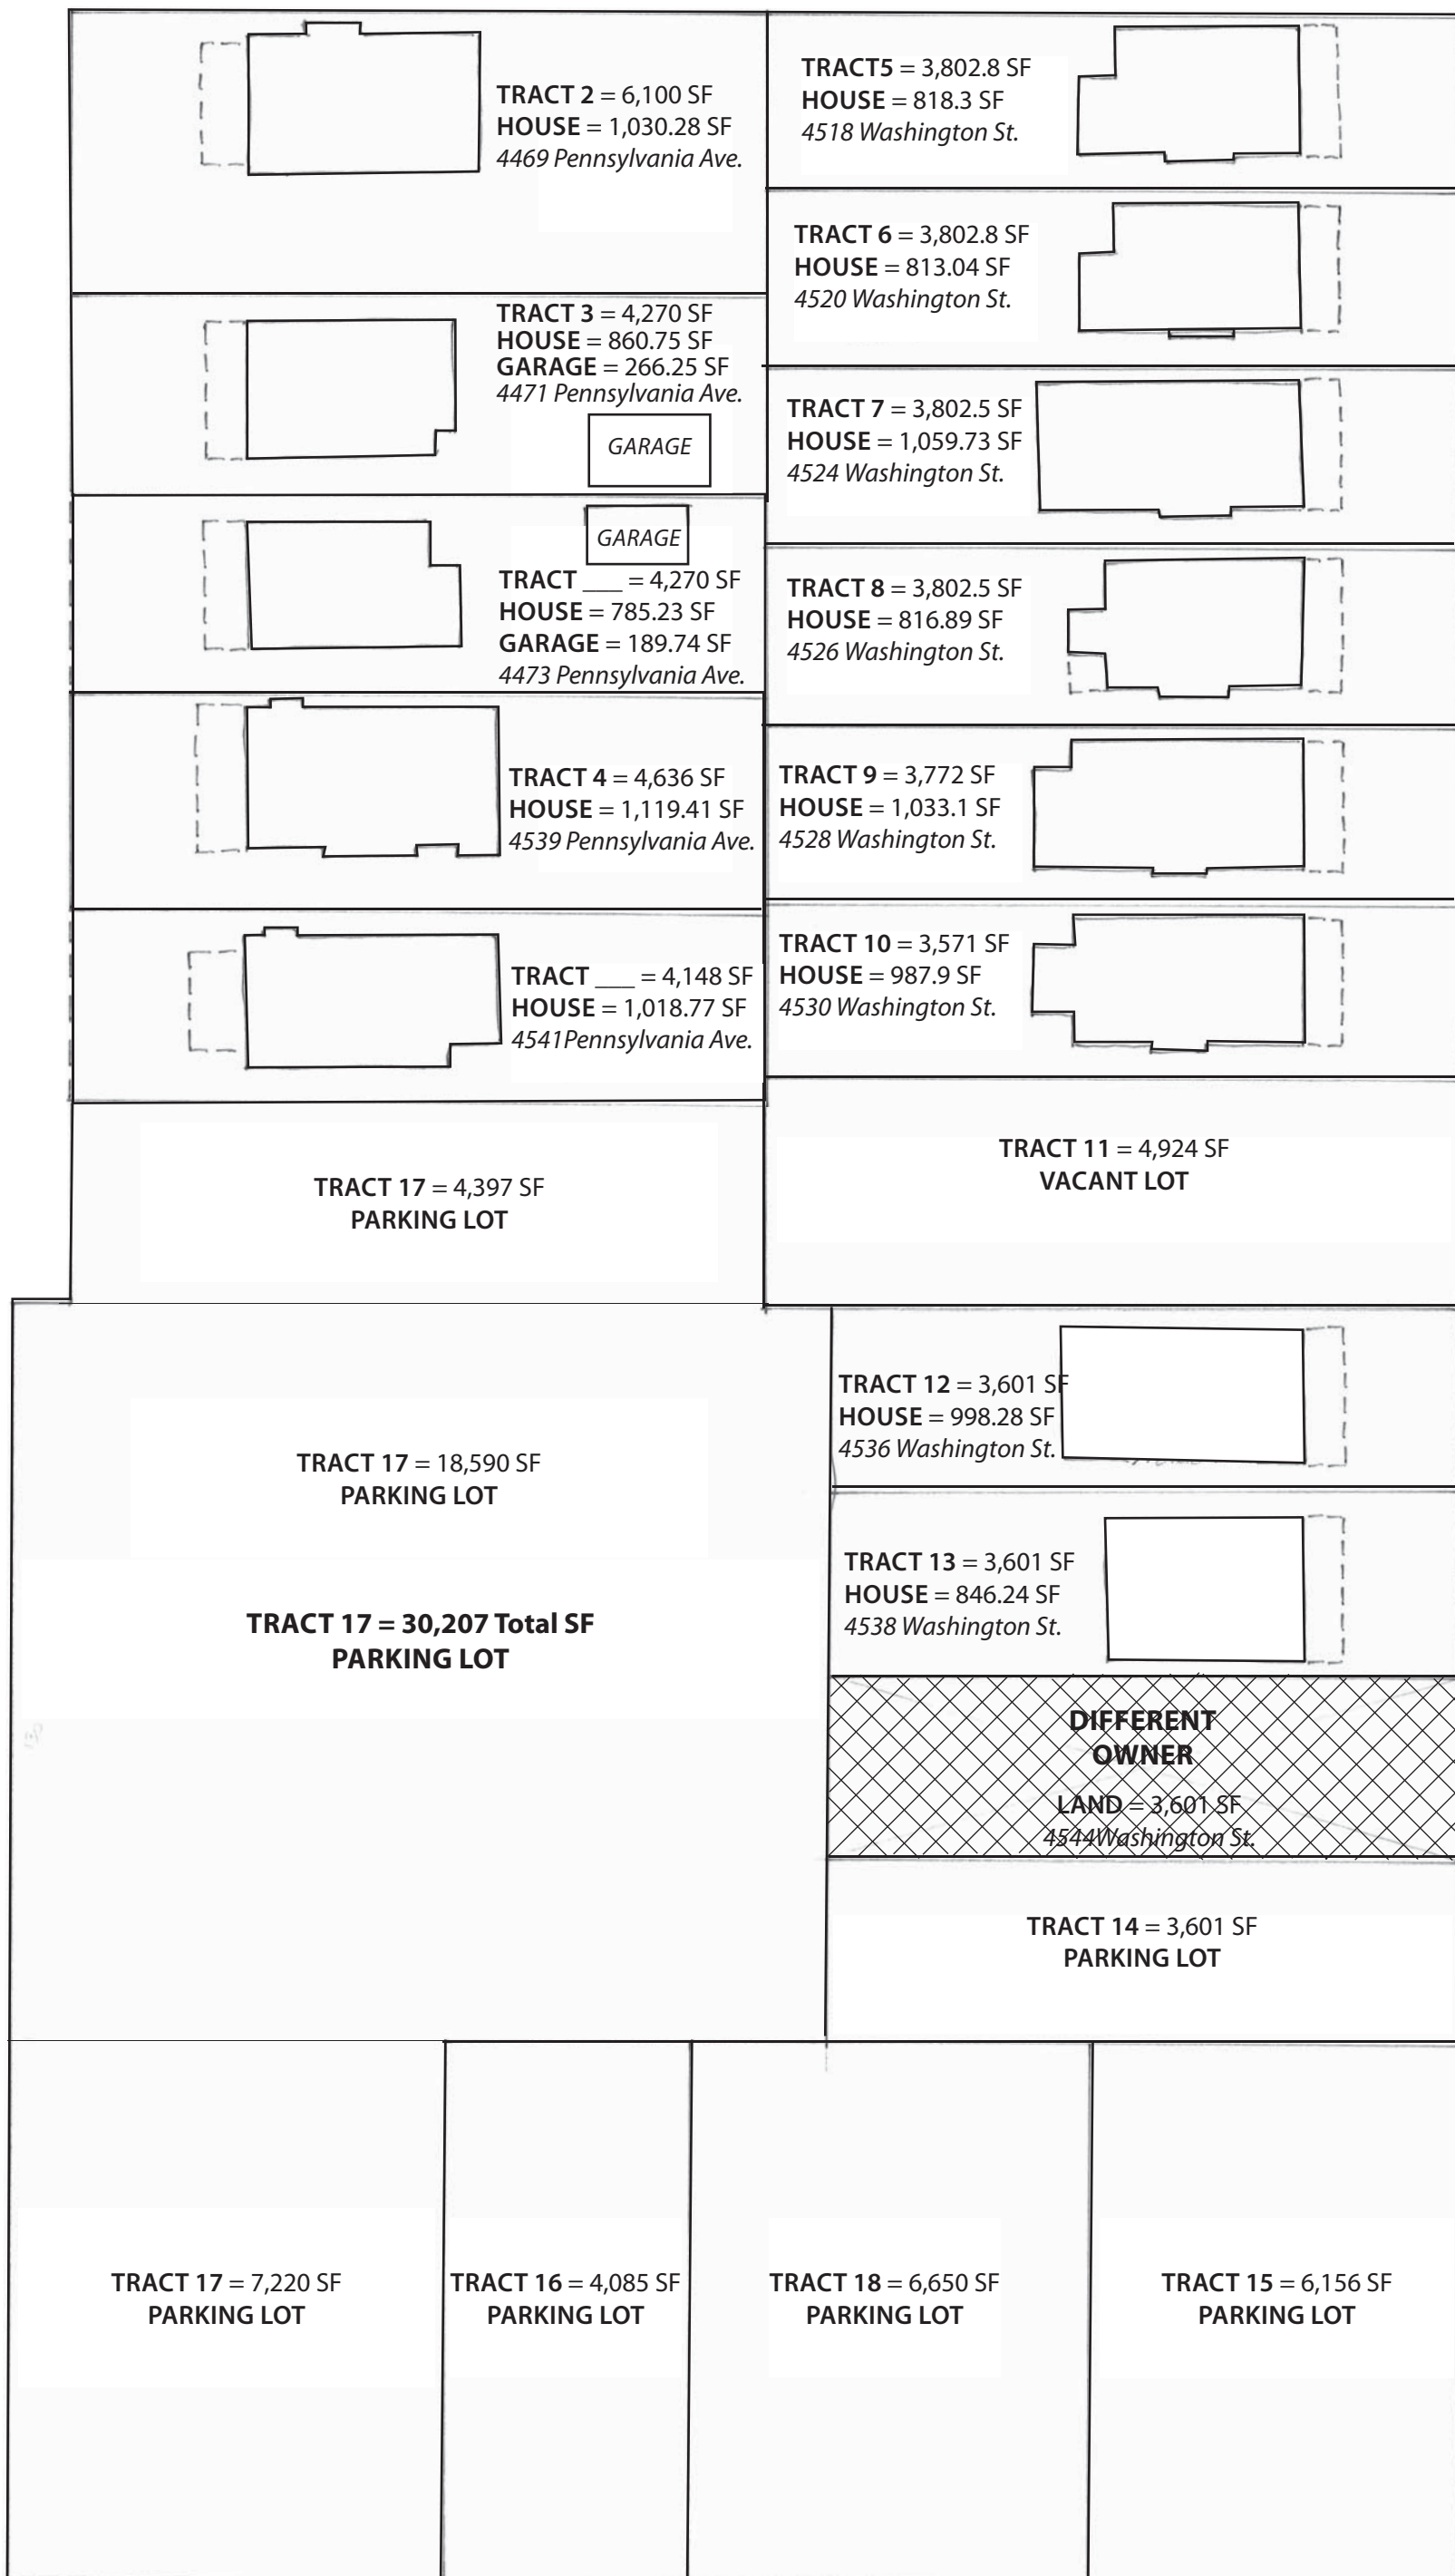 TRACT 2 = 6,100 SF
HOUSE = 1,030.28 SF
4469 Pennsylvania Ave.
TRACT 3 = 4,270 SF
HOUSE = 860.75 SF
GARAGE = 266.25 SF
4471 Pennsylvania Ave.
GARAGE
GARAGE
TRACT ___ = 4,270 SF
HOUSE = 785.23 SF
GARAGE = 189.74 SF
4473 Pennsylvania Ave.
TRACT 4 = 4,636 SF
HOUSE = 1,119.41 SF
4539 Pennsylvania Ave.
TRACT ___ = 4,148 SF
HOUSE = 1,018.77 SF
4541Pennsylvania Ave.
TRACT 17 = 4,397 SF
PARKING LOT
TRACT5 = 3,802.8 SF
HOUSE = 818.3 SF
4518 Washington St.
TRACT 6 = 3,802.8 SF
HOUSE = 813.04 SF
4520 Washington St.
TRACT 7 = 3,802.5 SF
HOUSE = 1,059.73 SF
4524 Washington St.
TRACT 8 = 3,802.5 SF
HOUSE = 816.89 SF
4526 Washington St.
TRACT 9 = 3,772 SF
HOUSE = 1,033.1 SF
4528 Washington St.
TRACT 10 = 3,571 SF
HOUSE = 987.9 SF
4530 Washington St.
TRACT 11 = 4,924 SF
VACANT LOT
TRACT 17 = 18,590 SF
PARKING LOT
TRACT 17 = 30,207 Total SF
PARKING LOT
TRACT 12 = 3,601 SF
HOUSE = 998.28 SF
4536 Washington St.
TRACT 13 = 3,601 SF
HOUSE = 846.24 SF
4538 Washington St.
DIFFERENT
OWNER
LAND = 3,601 SF
4544Washington St.
TRACT 14 = 3,601 SF
PARKING LOT
TRACT 17 = 7,220 SF
PARKING LOT
TRACT 16 = 4,085 SF
PARKING LOT
TRACT 18 = 6,650 SF
PARKING LOT
TRACT 15 = 6,156 SF
PARKING LOT